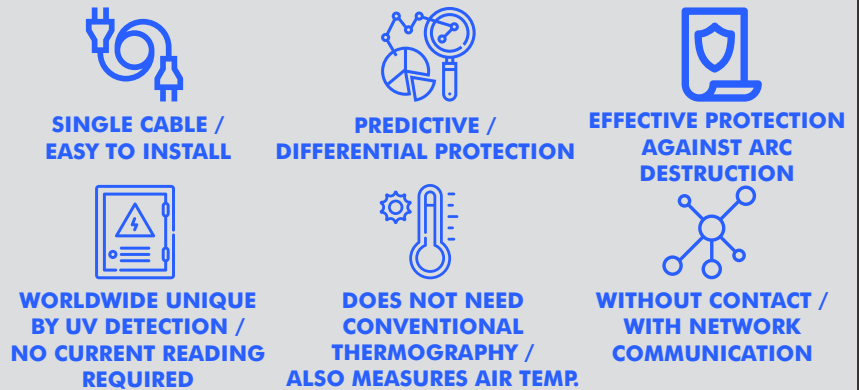 SINGLE CABLE /
EASY TO INSTALL
PREDICTIVE /
DIFFERENTIAL PROTECTION
EFFECTIVE PROTECTION
AGAINST ARC
DESTRUCTION
WORLDWIDE UNIQUE
BY UV DETECTION /
NO CURRENT READING
REQUIRED
DOES NOT NEED
CONVENTIONAL
THERMOGRAPHY /
ALSO MEASURES AIR TEMP.
WITHOUT CONTACT /
WITH NETWORK
COMMUNICATION